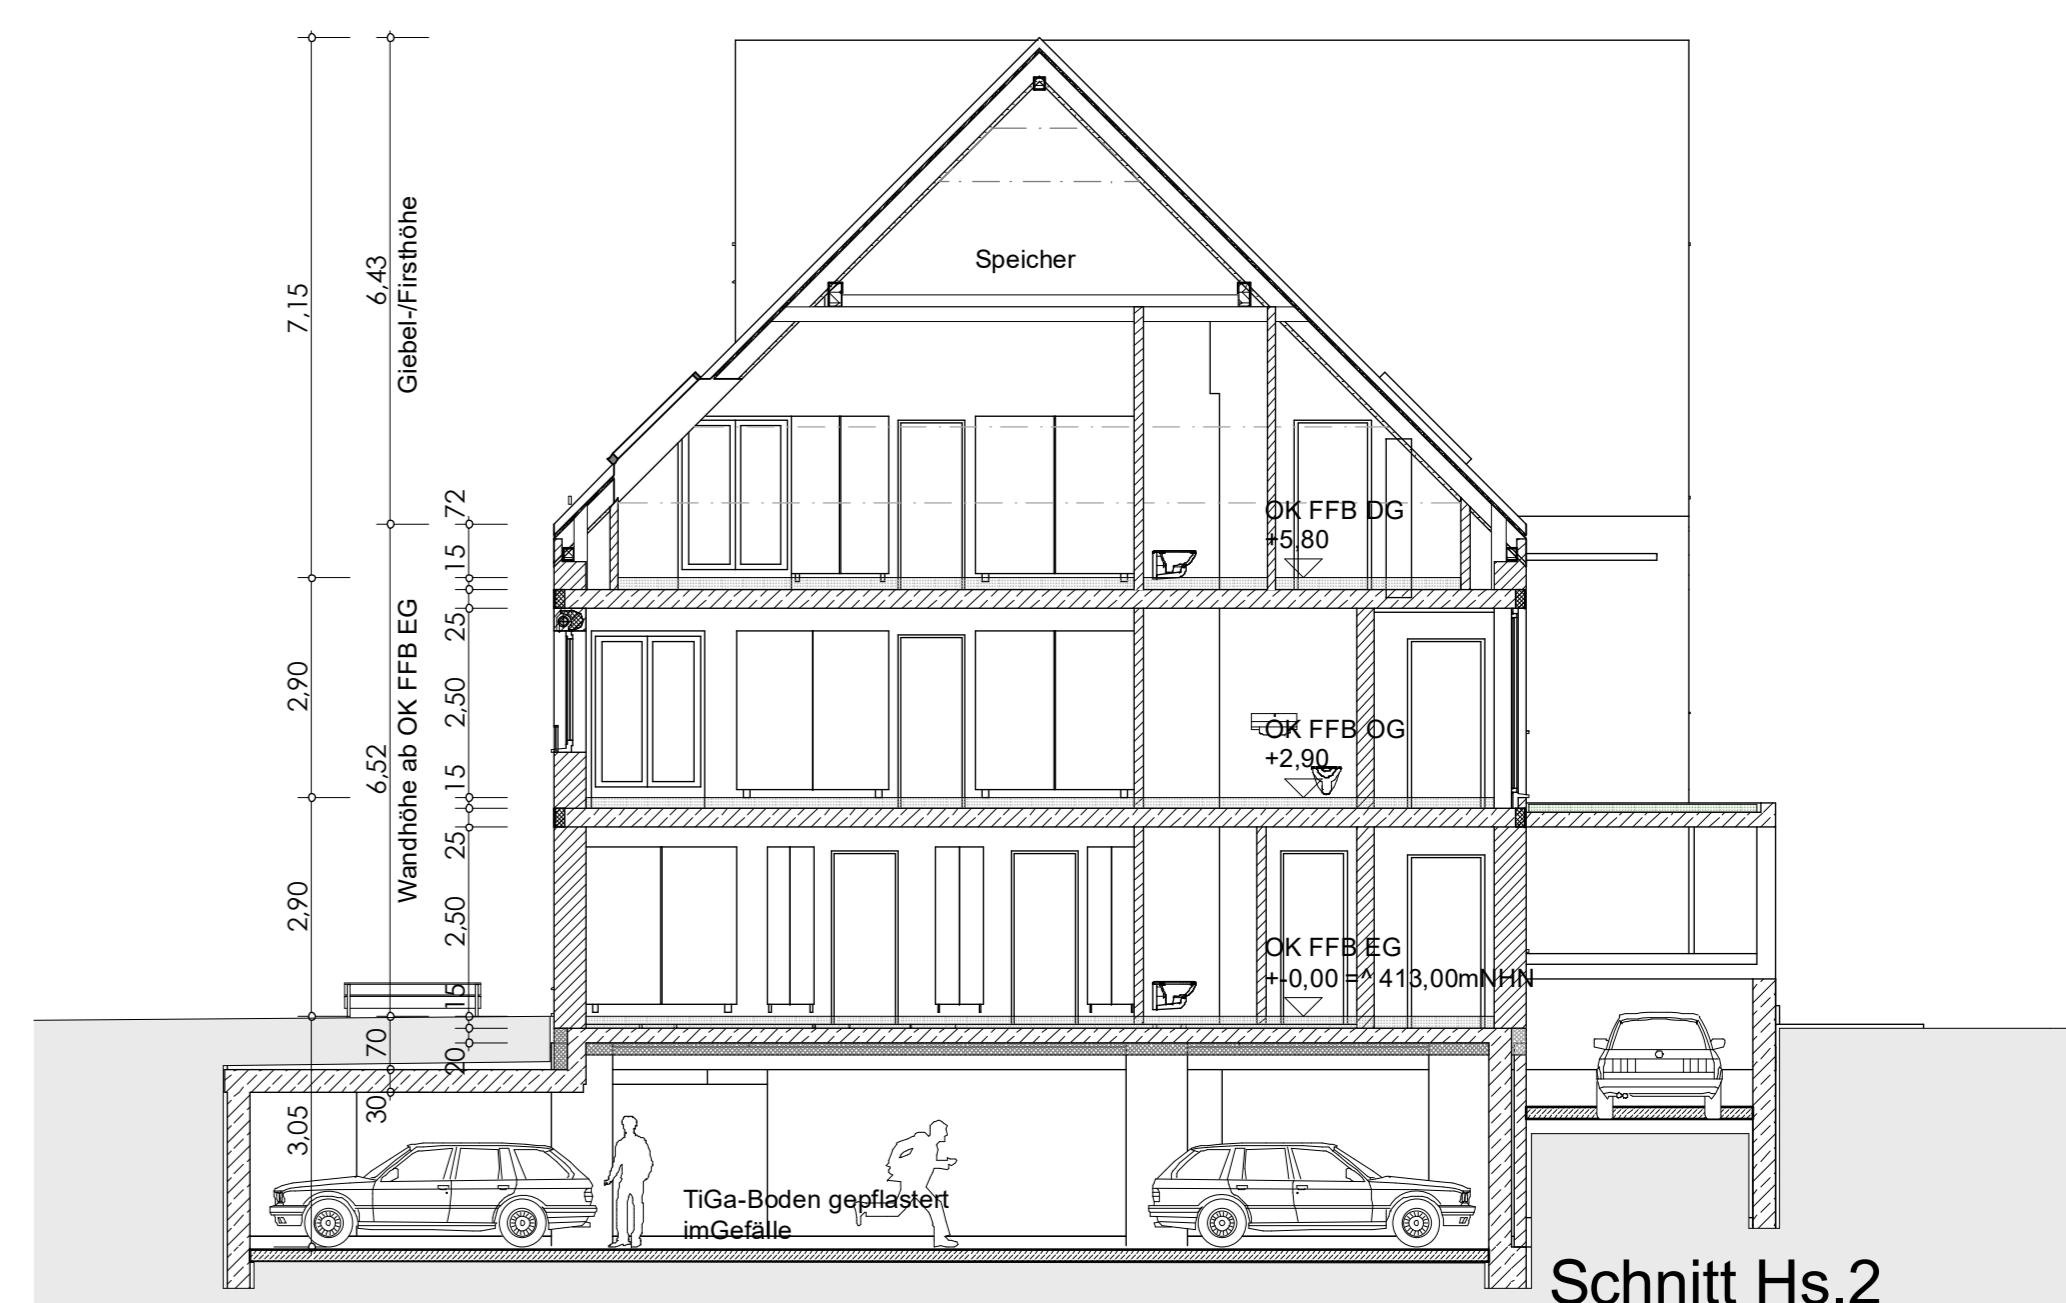 7,15
6,43
Giebel-/Firsthöhe
Speicher
72
15
OK FFB DG
+5,80
25
2,90
2,50
OK FFB OG
+2,90
6,52
Wandhöhe ab OK FFB EG
15
25
2,90
2,50
OK FFB EG
+-0,00 =^ 413,00mNHN
15
70
20
30
3,05
TiGa-Boden gepflastert
imGefälle
Schnitt Hs.2